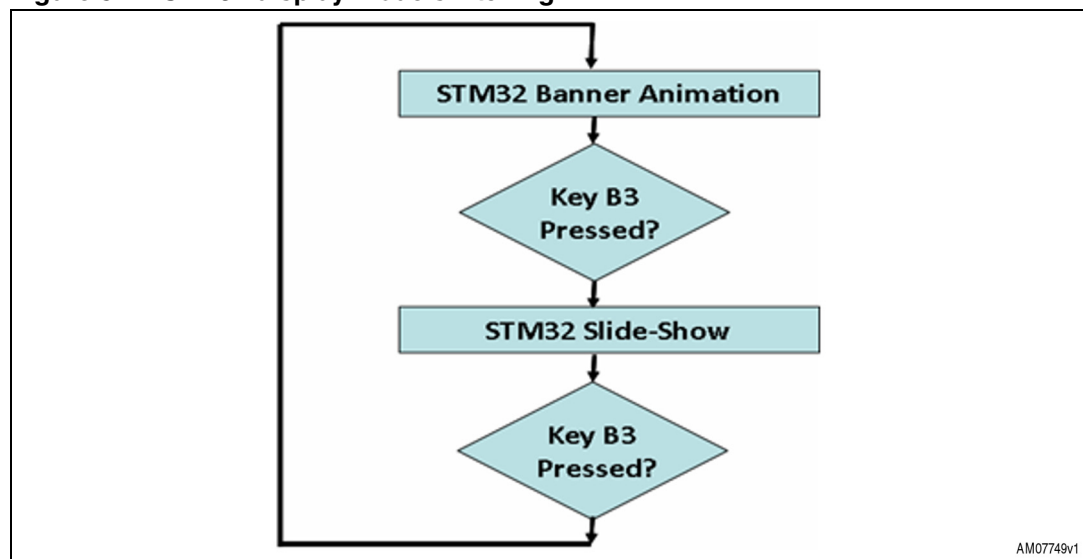 STM32 Banner Animation
Key B3
Pressed?
STM32 Slide-Show
Key B3
Pressed?
AM07749v1